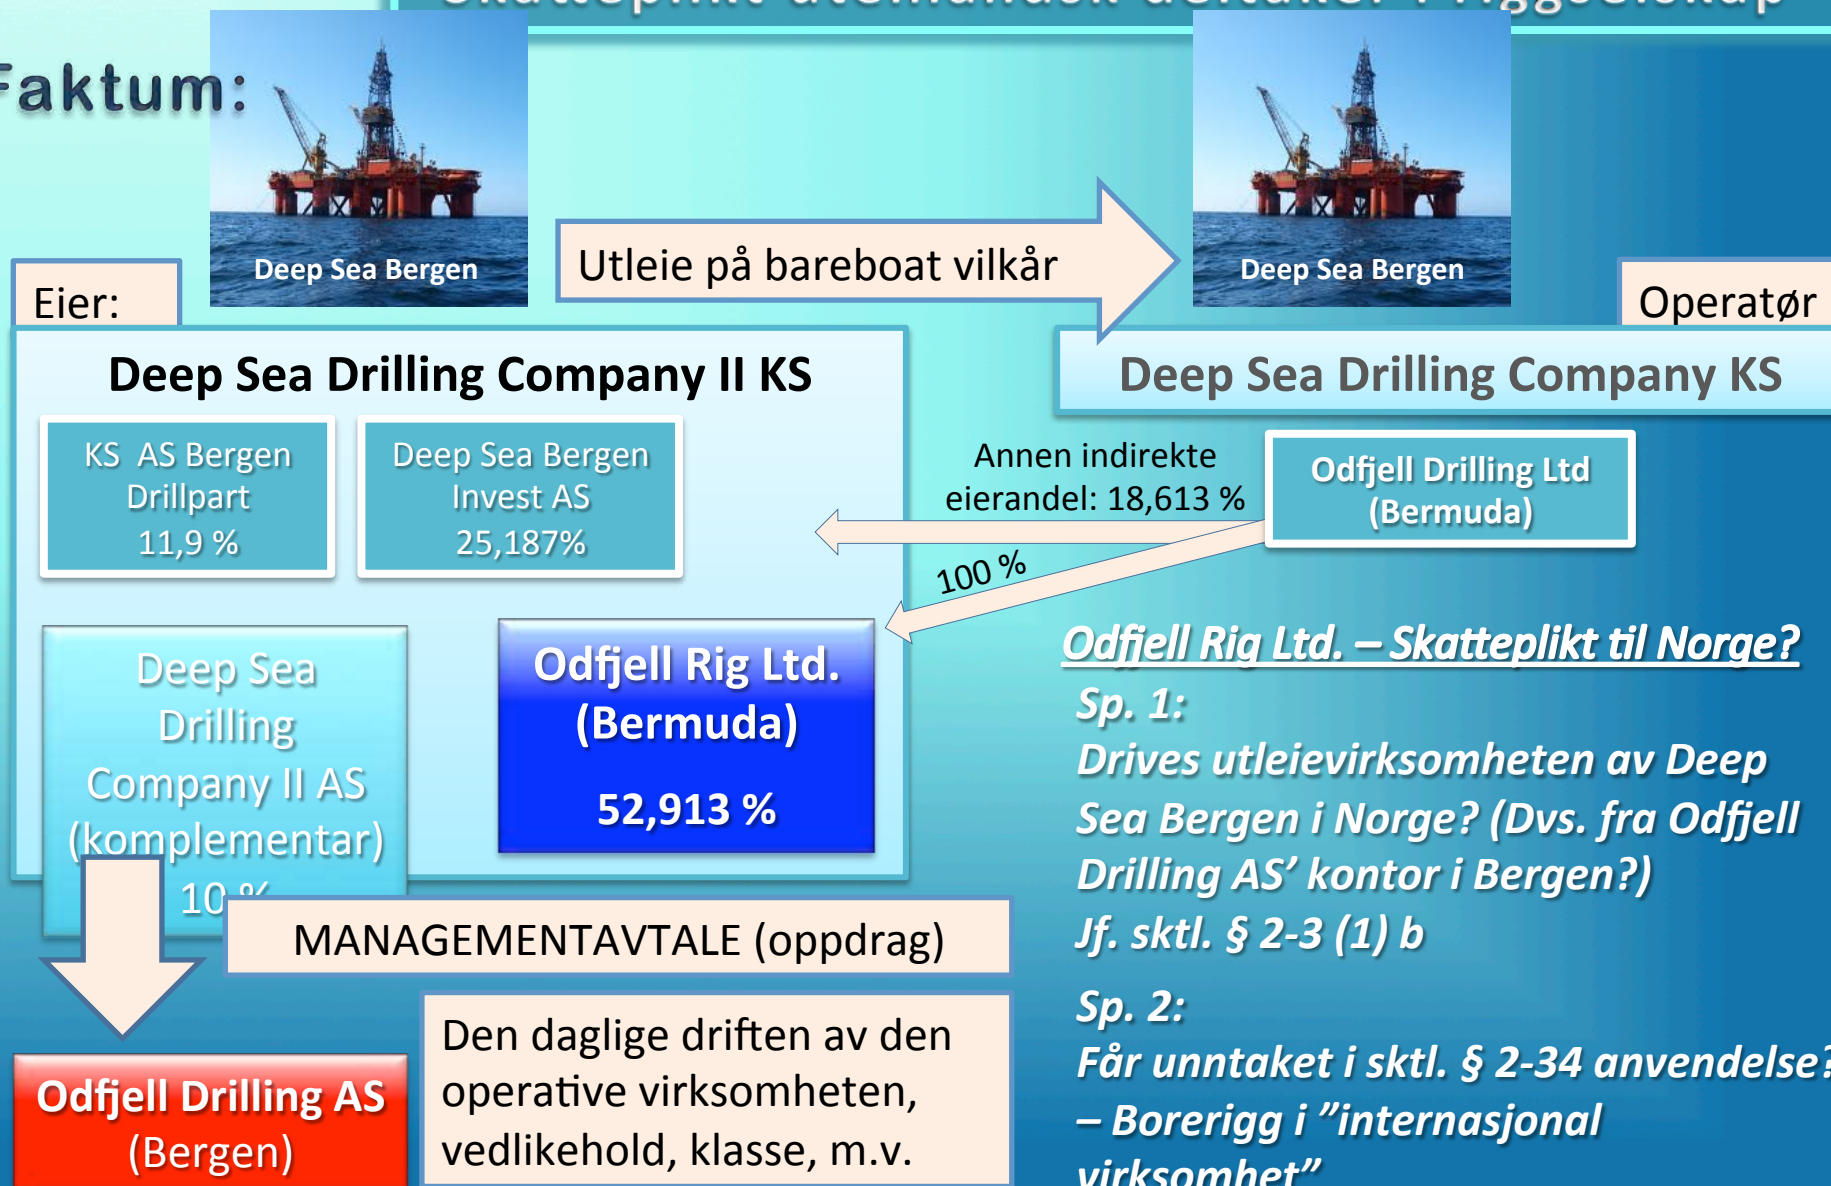 Skatteplikt utenlandsk deltaker i riggselskap
Faktum:
Deep Sea Bergen
Utleie på bareboat vilkår
Deep Sea Bergen
Eier:
Operatør
Deep Sea Drilling Company II KS
Deep Sea Drilling Company KS
KS AS Bergen
Drillpart
11,9 %
Deep Sea Bergen
Invest AS
25,187%
Annen indirekte
eierandel: 18,613 %
Odfjell Drilling Ltd
(Bermuda)
100 %
Deep Sea
Drilling
Company II AS
(komplementar)
10 %
Odfjell Rig Ltd.
(Bermuda)
52,913 %
MANAGEMENTAVTALE (oppdrag)
Odfjell Drilling AS
(Bergen)
Den daglige driften av den
operative virksomheten,
vedlikehold, klasse, m.v.
Odfjell Rig Ltd. – Skatteplikt til Norge?
Sp. 1:
Drives utleievirksomheten av Deep
Sea Bergen i Norge? (Dvs. fra Odfjell
Drilling AS’ kontor i Bergen?)
Jf. sktl. § 2-3 (1) b
Sp. 2:
Får unntaket i sktl. § 2-34 anvendelse?
– Borerigg i ”internasjonal
virksomhet”